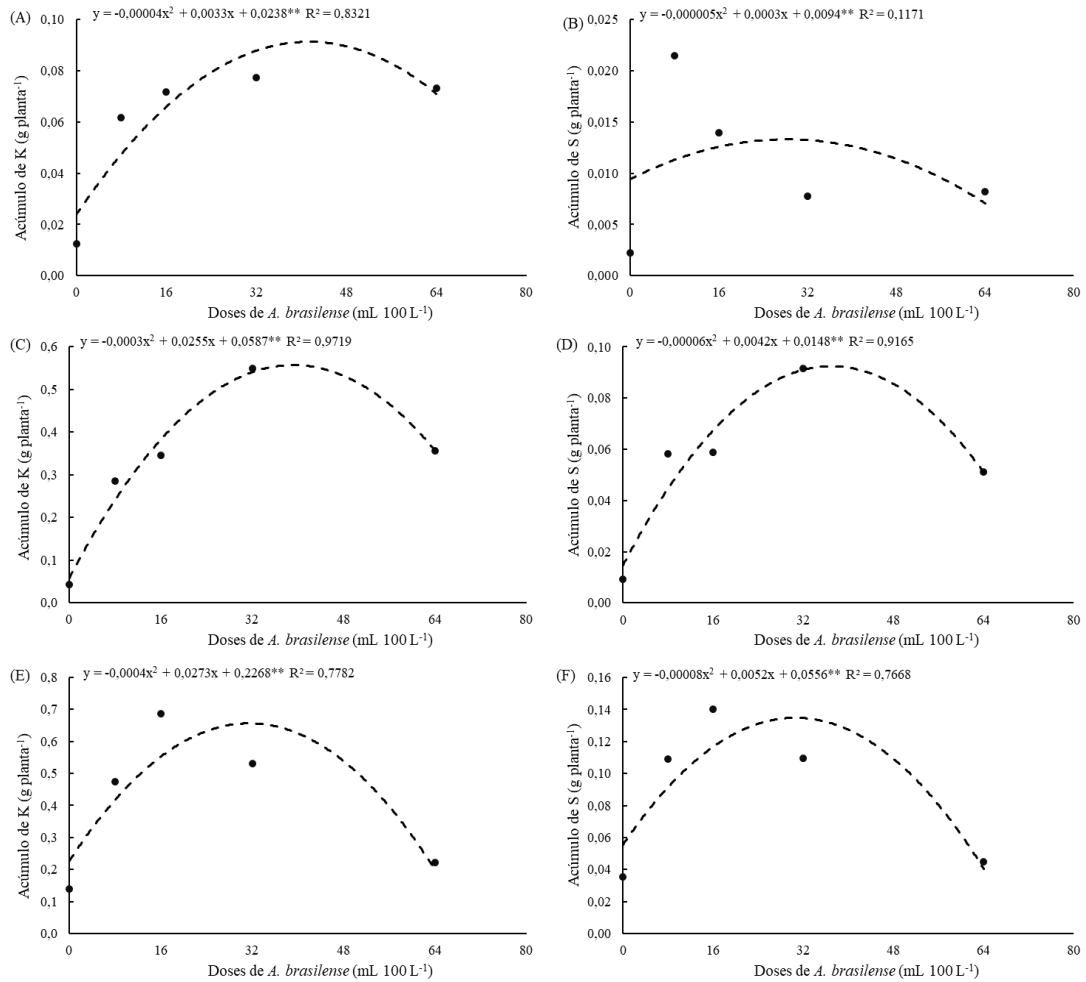 (A)
y = -0,00004x² + 0,0033x + 0,0238** R² = 0,8321
Acúmulo de K (g planta⁻¹)
0,10
0,08
0,06
0,04
0,02
0,00
0 16 32 48 64 80
Doses de A. brasilense (mL 100 L⁻¹)
(B)
y = -0,000005x² + 0,0003x + 0,0094** R² = 0,1171
Acúmulo de S (g planta⁻¹)
0,025
0,020
0,015
0,010
0,005
0,000
0 16 32 48 64 80
Doses de A. brasilense (mL 100 L⁻¹)
(C)
y = -0,0003x² + 0,0255x + 0,0587** R² = 0,9719
Acúmulo de K (g planta⁻¹)
0,6
0,5
0,4
0,3
0,2
0,1
0,0
0 16 32 48 64 80
Doses de A. brasilense (mL 100 L⁻¹)
(D)
y = -0,00006x² + 0,0042x + 0,0148** R² = 0,9165
Acúmulo de S (g planta⁻¹)
0,10
0,08
0,06
0,04
0,02
0,00
0 16 32 48 64 80
Doses de A. brasilense (mL 100 L⁻¹)
(E)
y = -0,0004x² + 0,0273x + 0,2268** R² = 0,7782
Acúmulo de K (g planta⁻¹)
0,8
0,7
0,6
0,5
0,4
0,3
0,2
0,1
0,0
0 16 32 48 64 80
Doses de A. brasilense (mL 100 L⁻¹)
(F)
y = -0,00008x² + 0,0052x + 0,0556** R² = 0,7668
Acúmulo de S (g planta⁻¹)
0,16
0,14
0,12
0,10
0,08
0,06
0,04
0,02
0,00
0 16 32 48 64 80
Doses de A. brasilense (mL 100 L⁻¹)